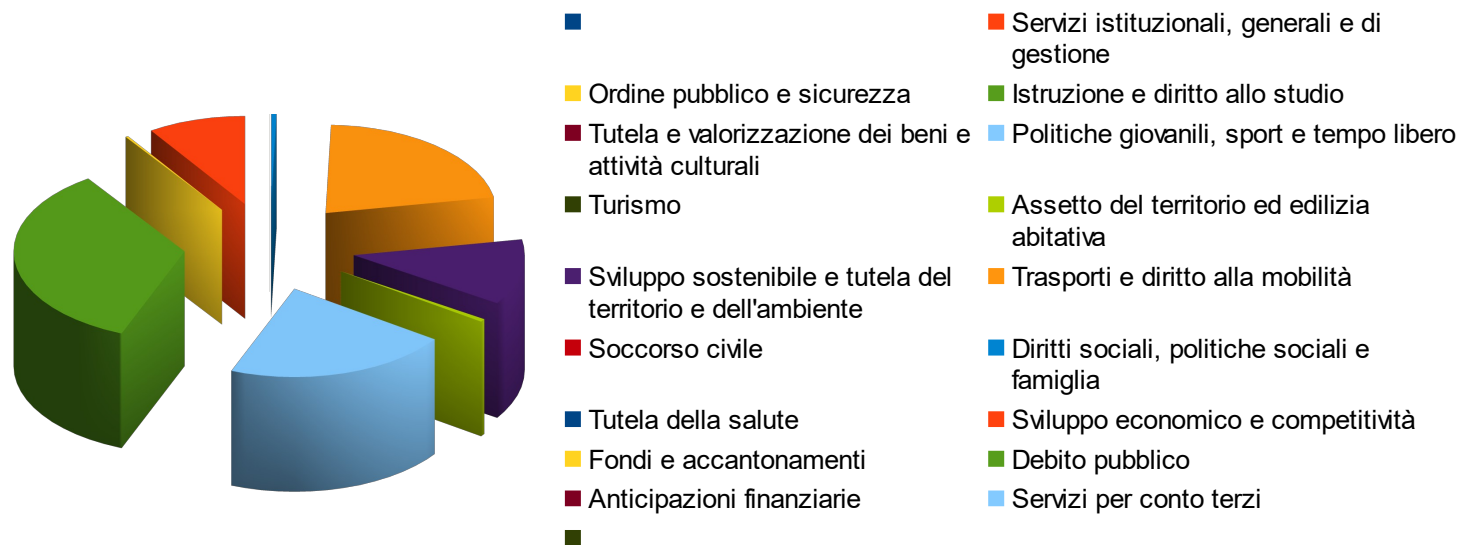 Servizi istituzionali, generali e di
gestione
Ordine pubblico e sicurezza
Istruzione e diritto allo studio
Tutela e valorizzazione dei beni e
attività culturali
Politiche giovanili, sport e tempo libero
Turismo
Assetto del territorio ed edilizia
abitativa
Sviluppo sostenibile e tutela del
territorio e dell'ambiente
Trasporti e diritto alla mobilità
Soccorso civile
Diritti sociali, politiche sociali e
famiglia
Tutela della salute
Sviluppo economico e competitività
Fondi e accantonamenti
Debito pubblico
Anticipazioni finanziarie
Servizi per conto terzi